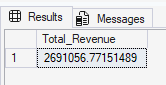 Results Messages
Total_Revenue
1 2691056.77151489